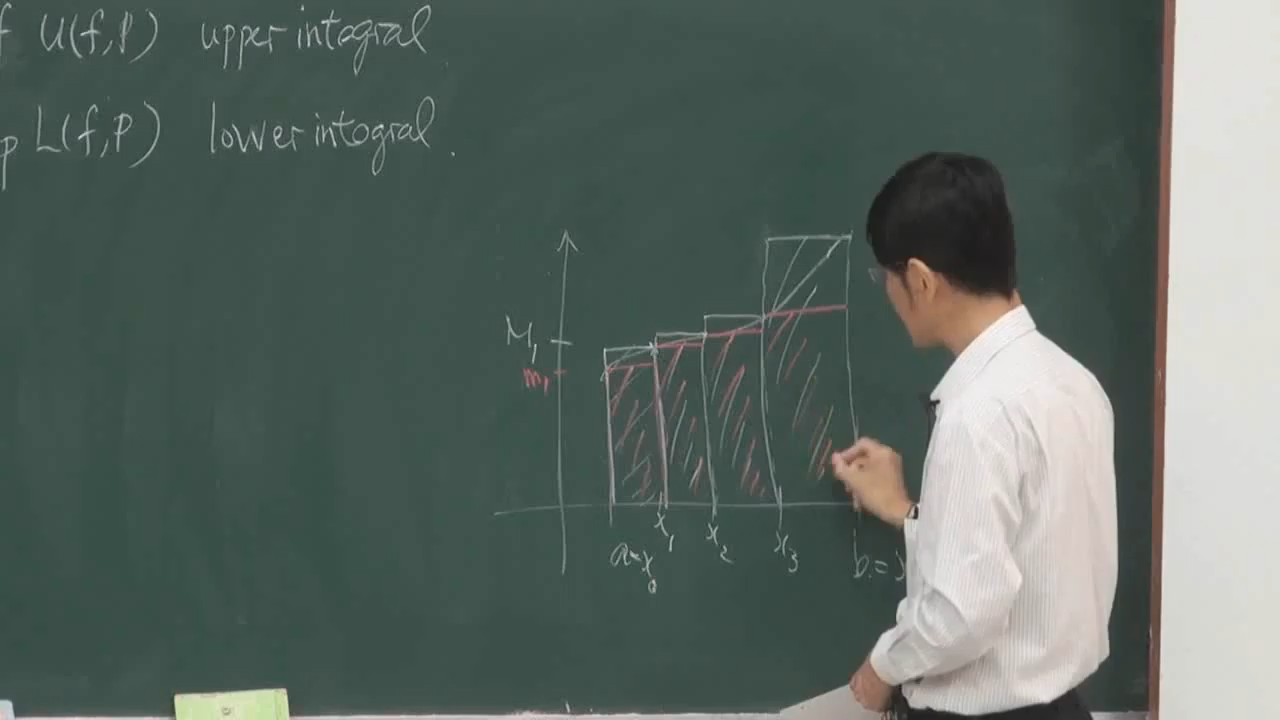 f U(f,P) upper integral
p L(f,P) lower integral.
M₁
m₁
a=x₀ x₁ x₂ x₃ b=